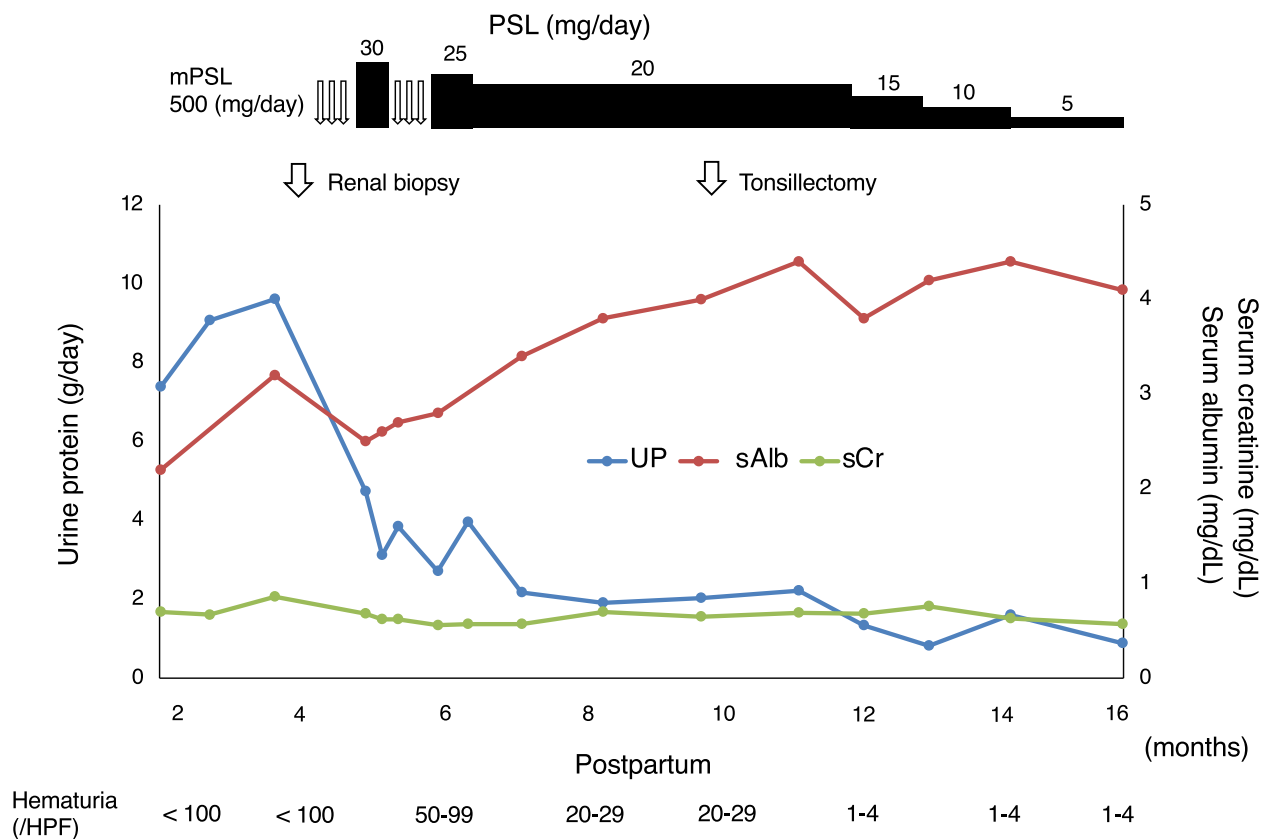 PSL (mg/day)
30
25
20
15
10
5
mPSL
500 (mg/day)
Renal biopsy
Tonsillectomy
12
10
8
6
4
2
0
Urine protein (g/day)
5
4
3
2
1
0
Serum creatinine (mg/dL)
Serum albumin (mg/dL)
UP
sAlb
sCr
2 4 6 8 10 12 14 16
(months)
Postpartum
Hematuria
(/HPF)
< 100 < 100 50-99 20-29 20-29 1-4 1-4 1-4